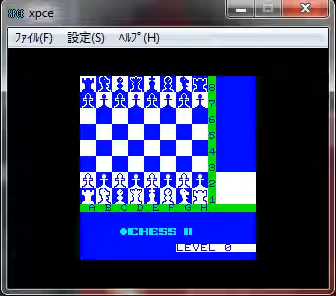 xpce
ﾌｧｲﾙ(F) 設定(S) ﾍﾙﾌﾟ(H)
8
7
6
5
4
3
2
1
A B C D E F G H
CHESS II
LEVEL 0